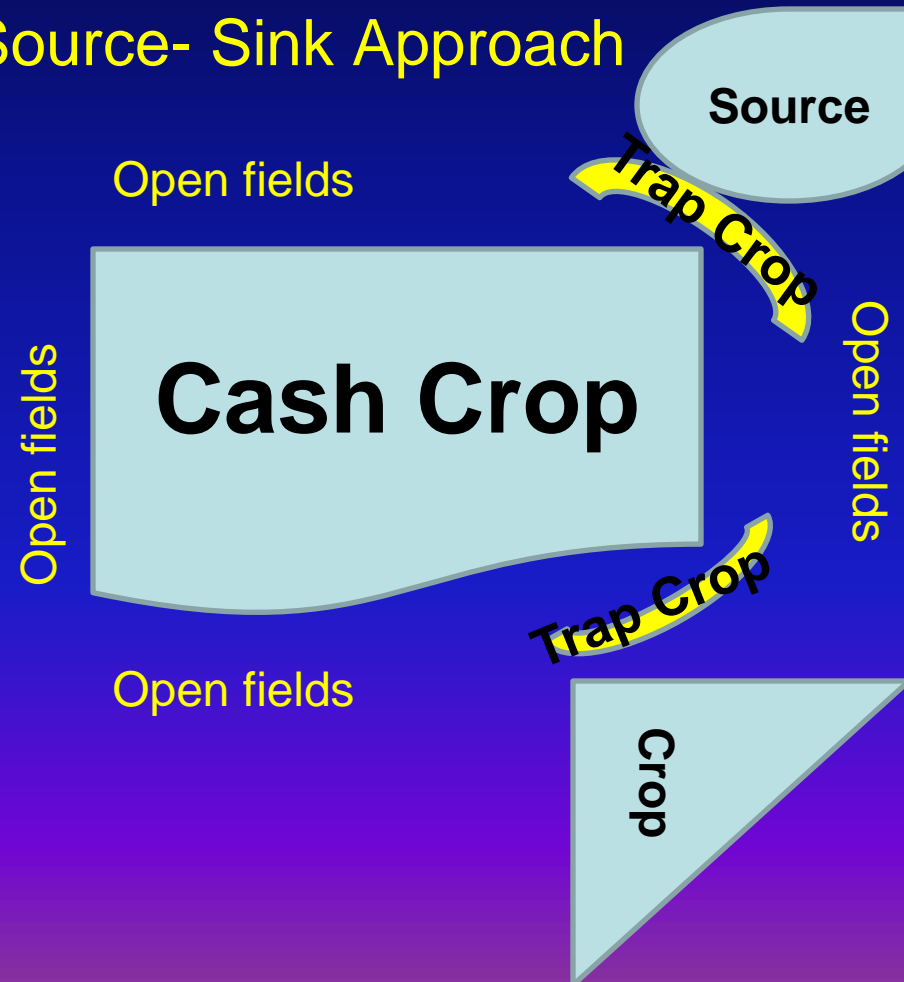 Source- Sink Approach
Source
Open fields
Trap Crop
Cash Crop
Open fields
Open fields
Trap Crop
Open fields
Crop